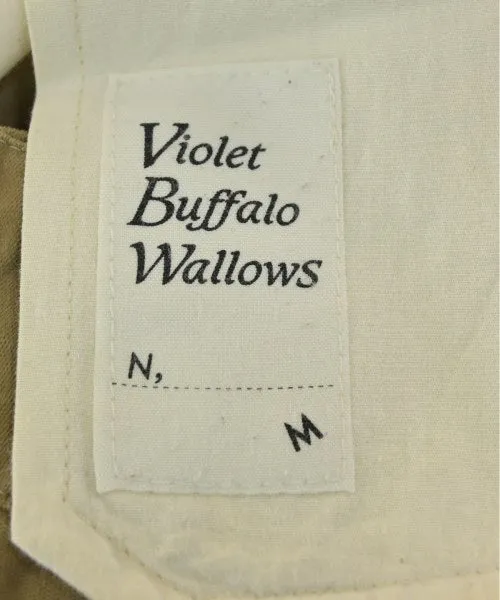 Violet
Buffalo
Wallows
N,
M